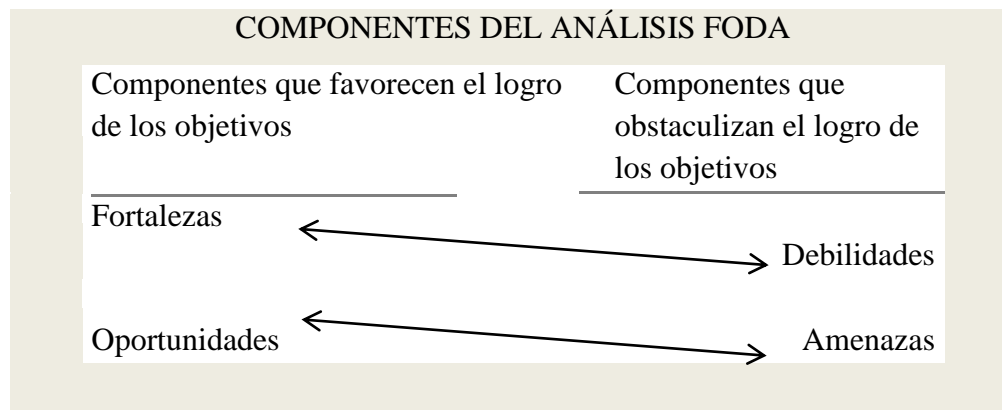 COMPONENTES DEL ANÁLISIS FODA
Componentes que favorecen el logro
de los objetivos
Componentes que
obstaculizan el logro de
los objetivos
Fortalezas
Debilidades
Oportunidades
Amenazas